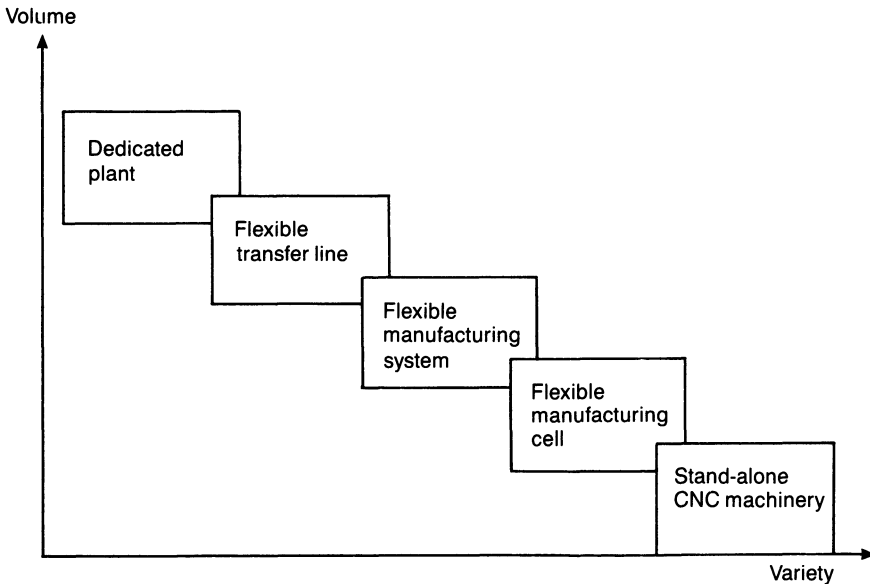 Volume
Dedicated
plant
Flexible
transfer line
Flexible
manufacturing
system
Flexible
manufacturing
cell
Stand-alone
CNC machinery
Variety